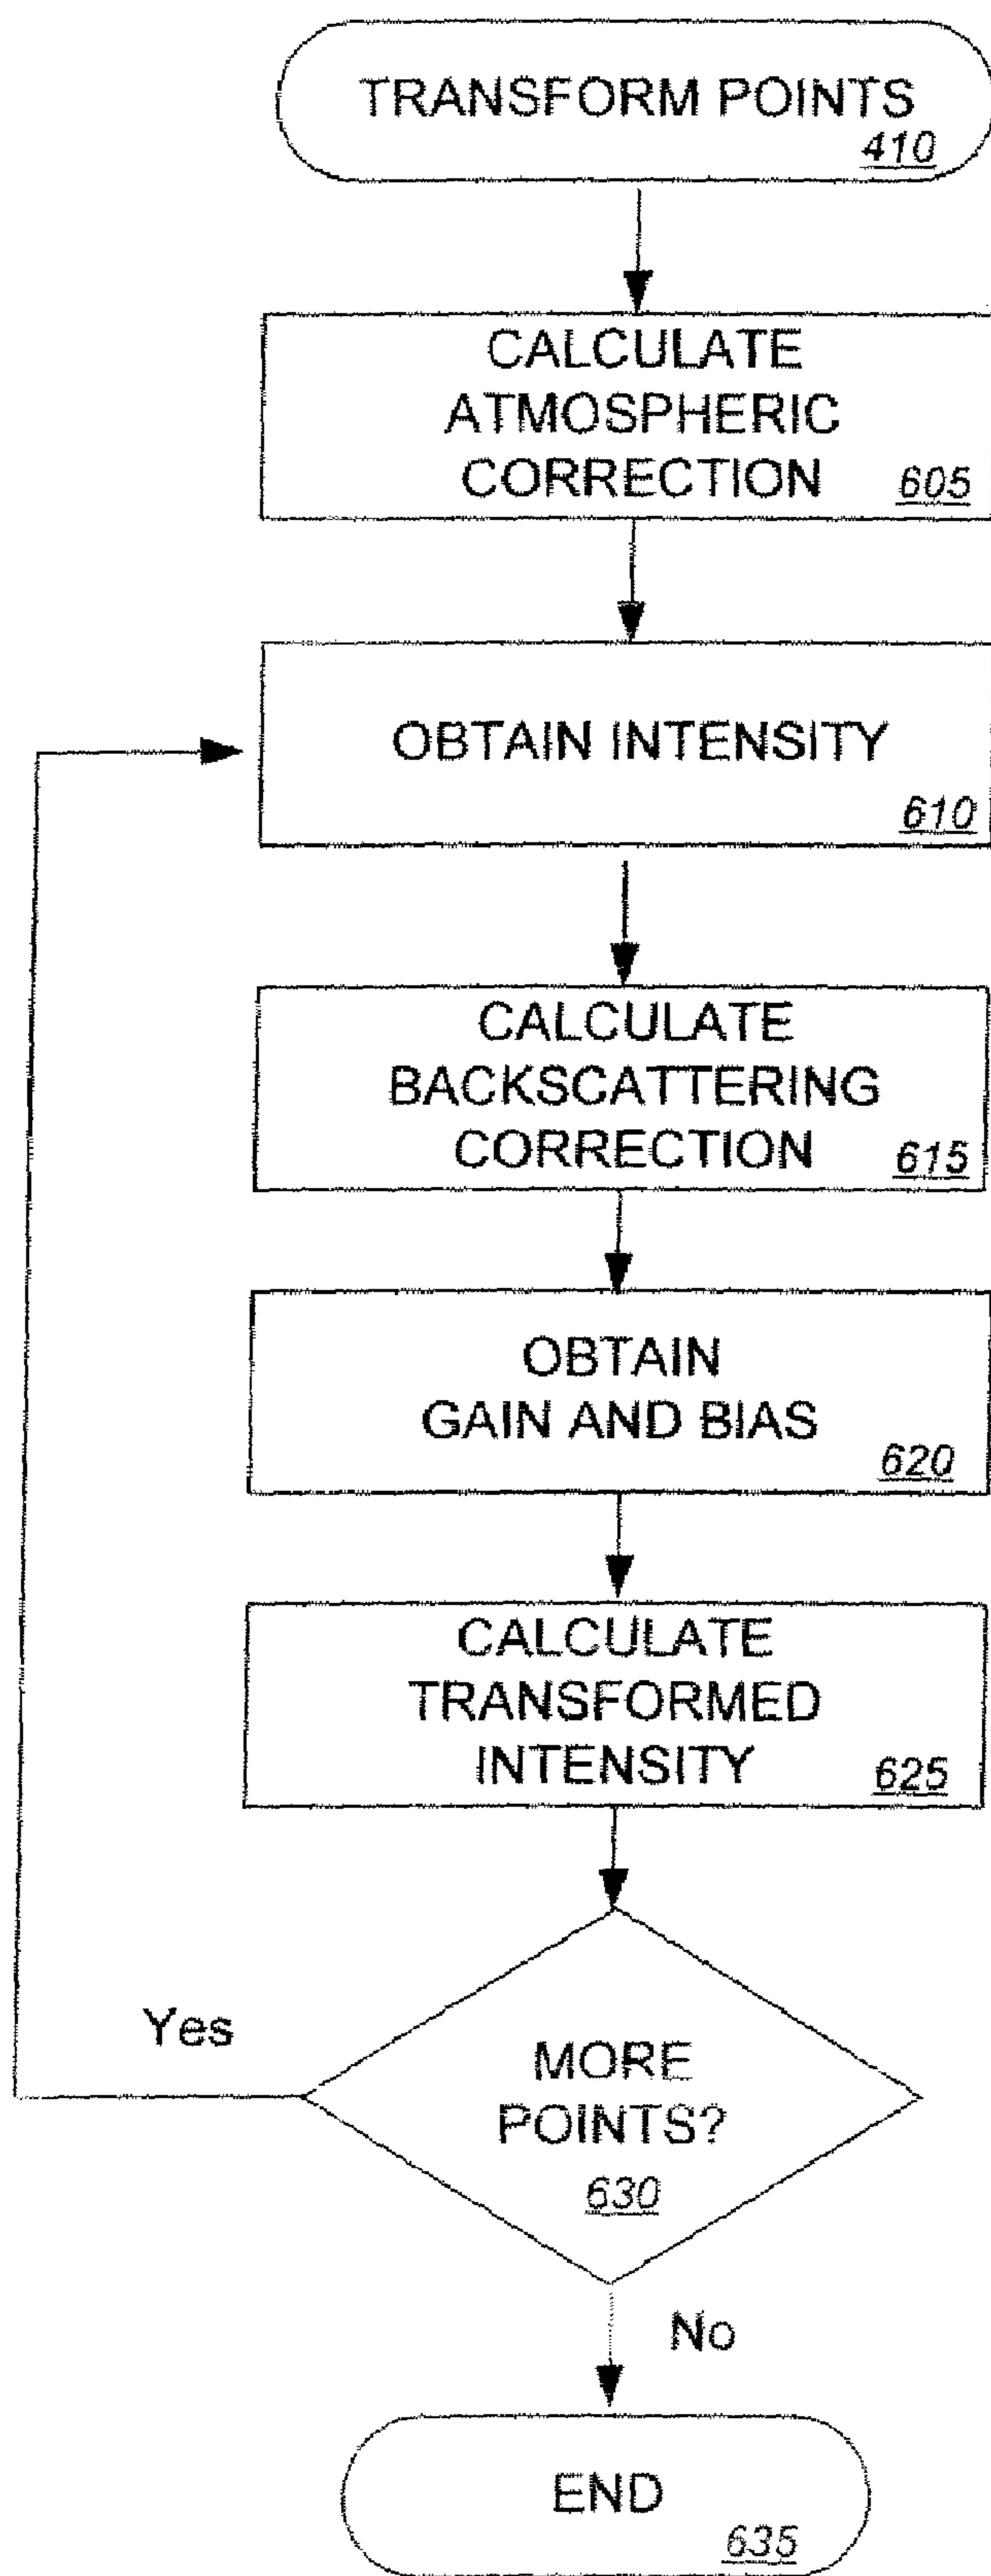 TRANSFORM POINTS
410
CALCULATE
ATMOSPHERIC
CORRECTION
605
OBTAIN INTENSITY
610
CALCULATE
BACKSCATTERING
CORRECTION
615
OBTAIN
GAIN AND BIAS
620
CALCULATE
TRANSFORMED
INTENSITY
625
Yes
MORE
POINTS?
630
No
END
635